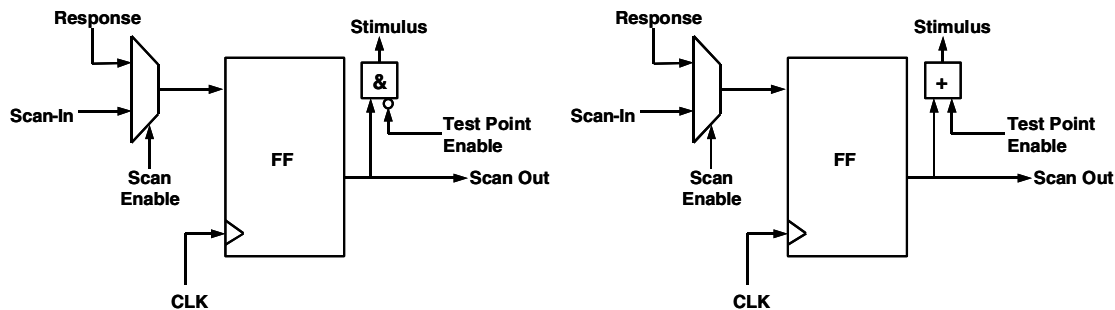 Response
Stimulus
&
Scan-In
Test Point
Enable
FF
Scan
Enable
Scan Out
CLK
Response
Stimulus
+
Scan-In
Test Point
Enable
FF
Scan
Enable
Scan Out
CLK